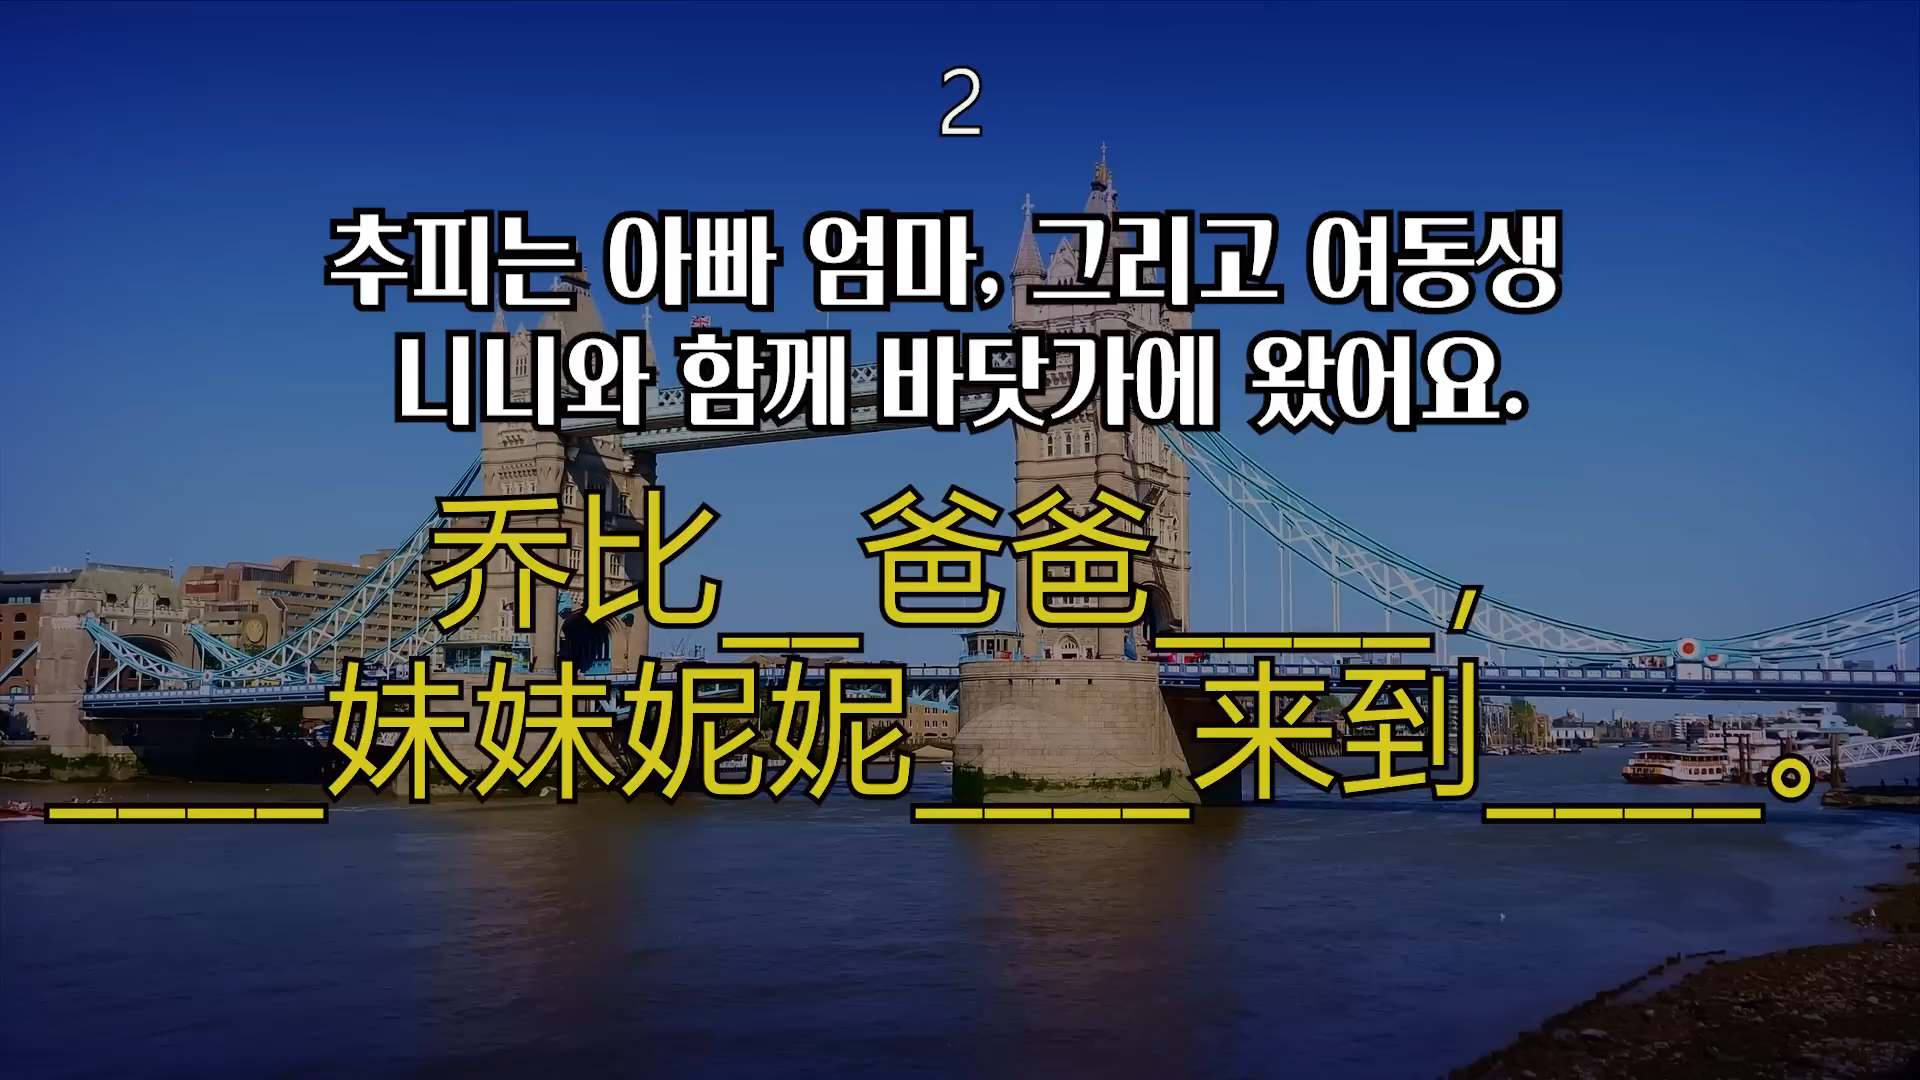 2
추피는 아빠 엄마, 그리고 여동생
니니와 함께 바닷가에 왔어요.
乔比__爸爸____,
____妹妹妮妮____来到____。